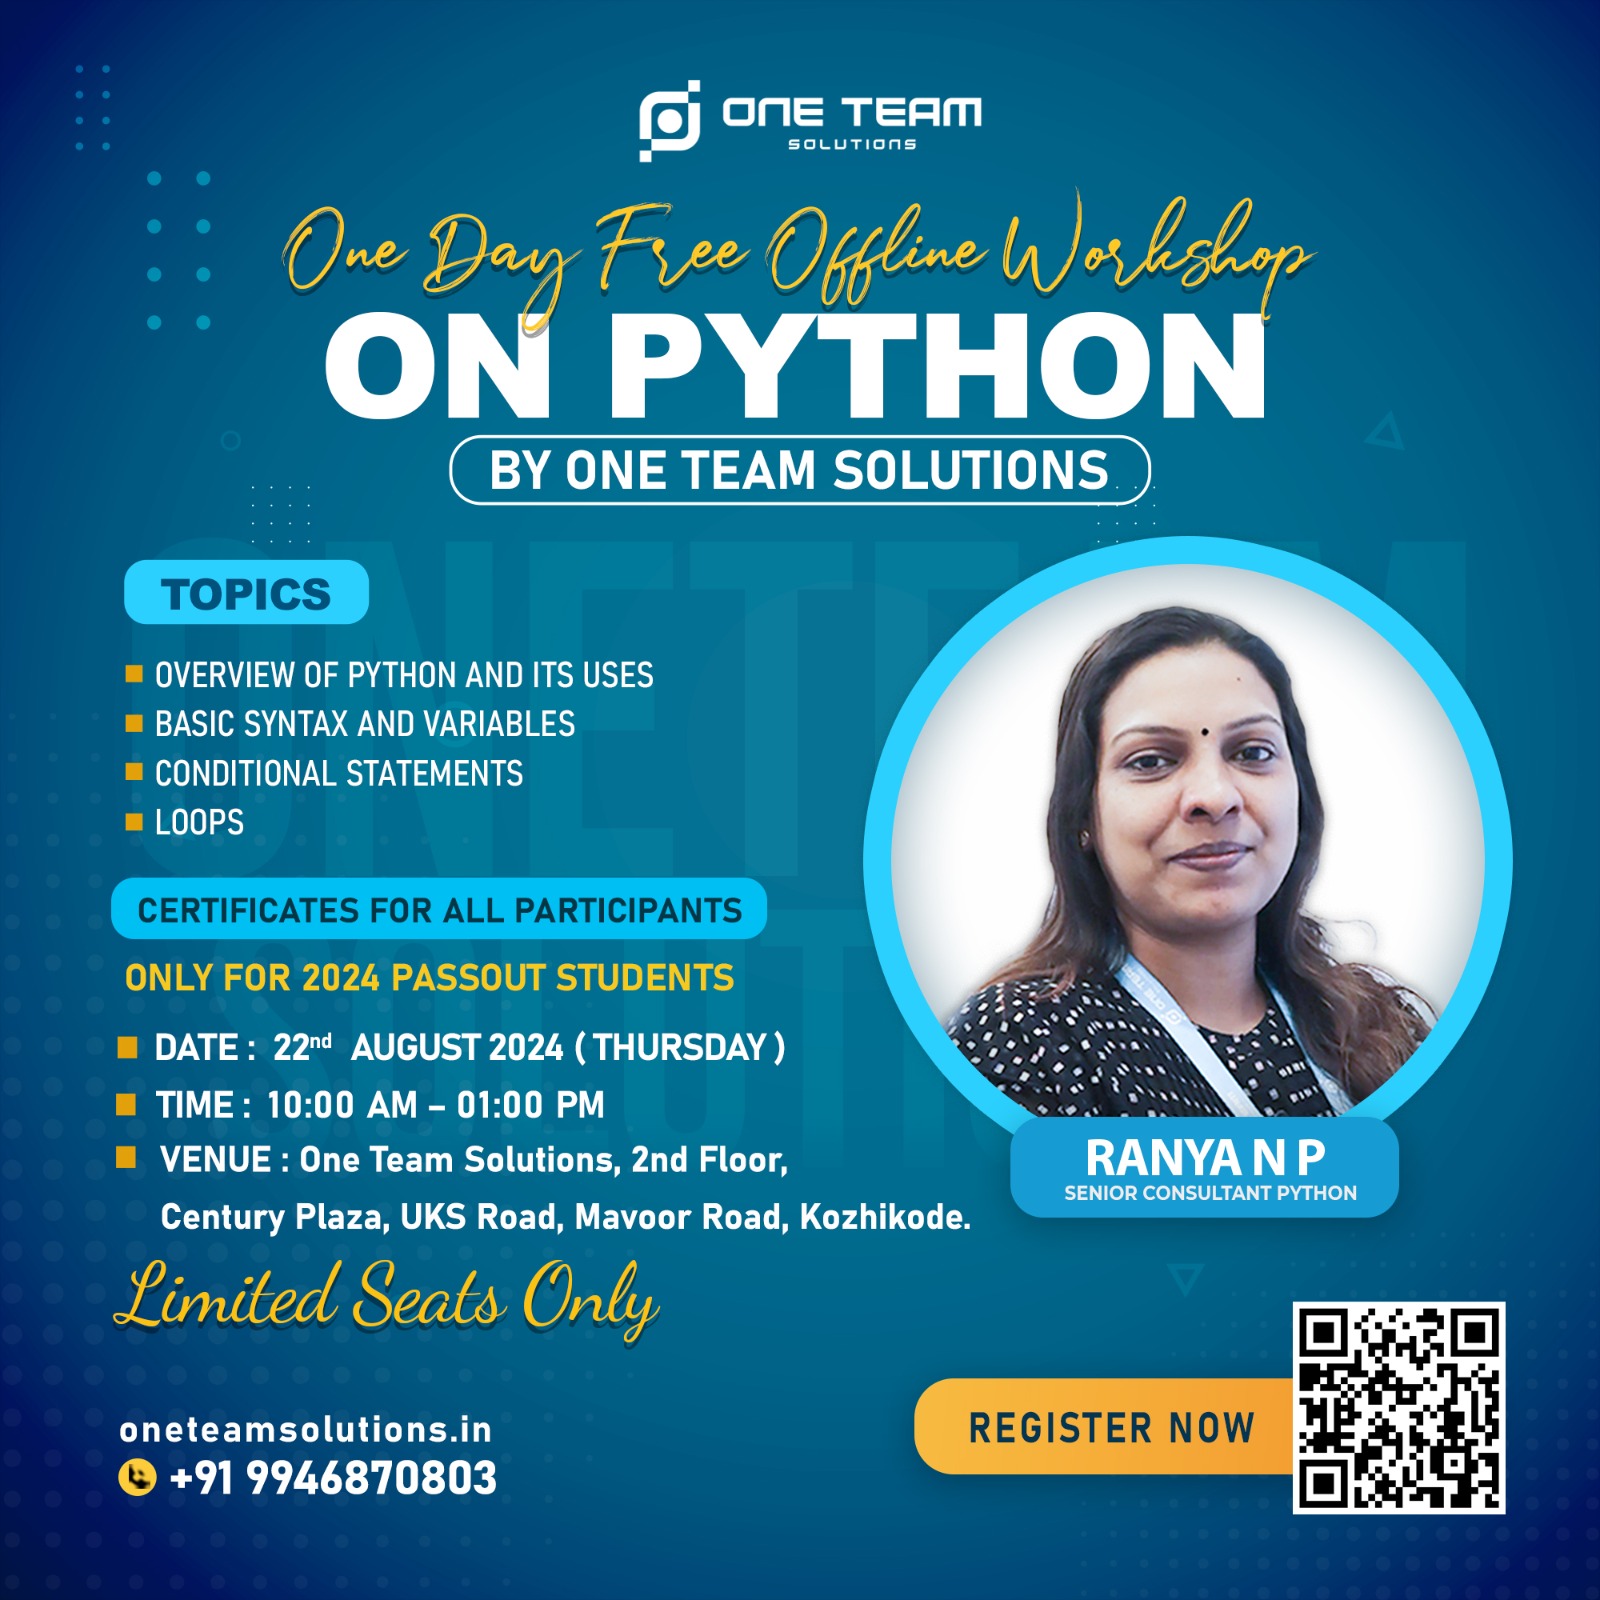 ONE TEAM
SOLUTIONS
One Day Free Offline Workshop
ON PYTHON
BY ONE TEAM SOLUTIONS
ONETEAM
TOPICS
OVERVIEW OF PYTHON AND ITS USES
BASIC SYNTAX AND VARIABLES
CONDITIONAL STATEMENTS
LOOPS
CERTIFICATES FOR ALL PARTICIPANTS
ONLY FOR 2024 PASSOUT STUDENTS
DATE : 22nd AUGUST 2024 ( THURSDAY )
TIME : 10:00 AM – 01:00 PM
VENUE : One Team Solutions, 2nd Floor,
Century Plaza, UKS Road, Mavoor Road, Kozhikode.
RANYA N P
SENIOR CONSULTANT PYTHON
Limited Seats Only
REGISTER NOW
oneteamsolutions.in
+91 9946870803